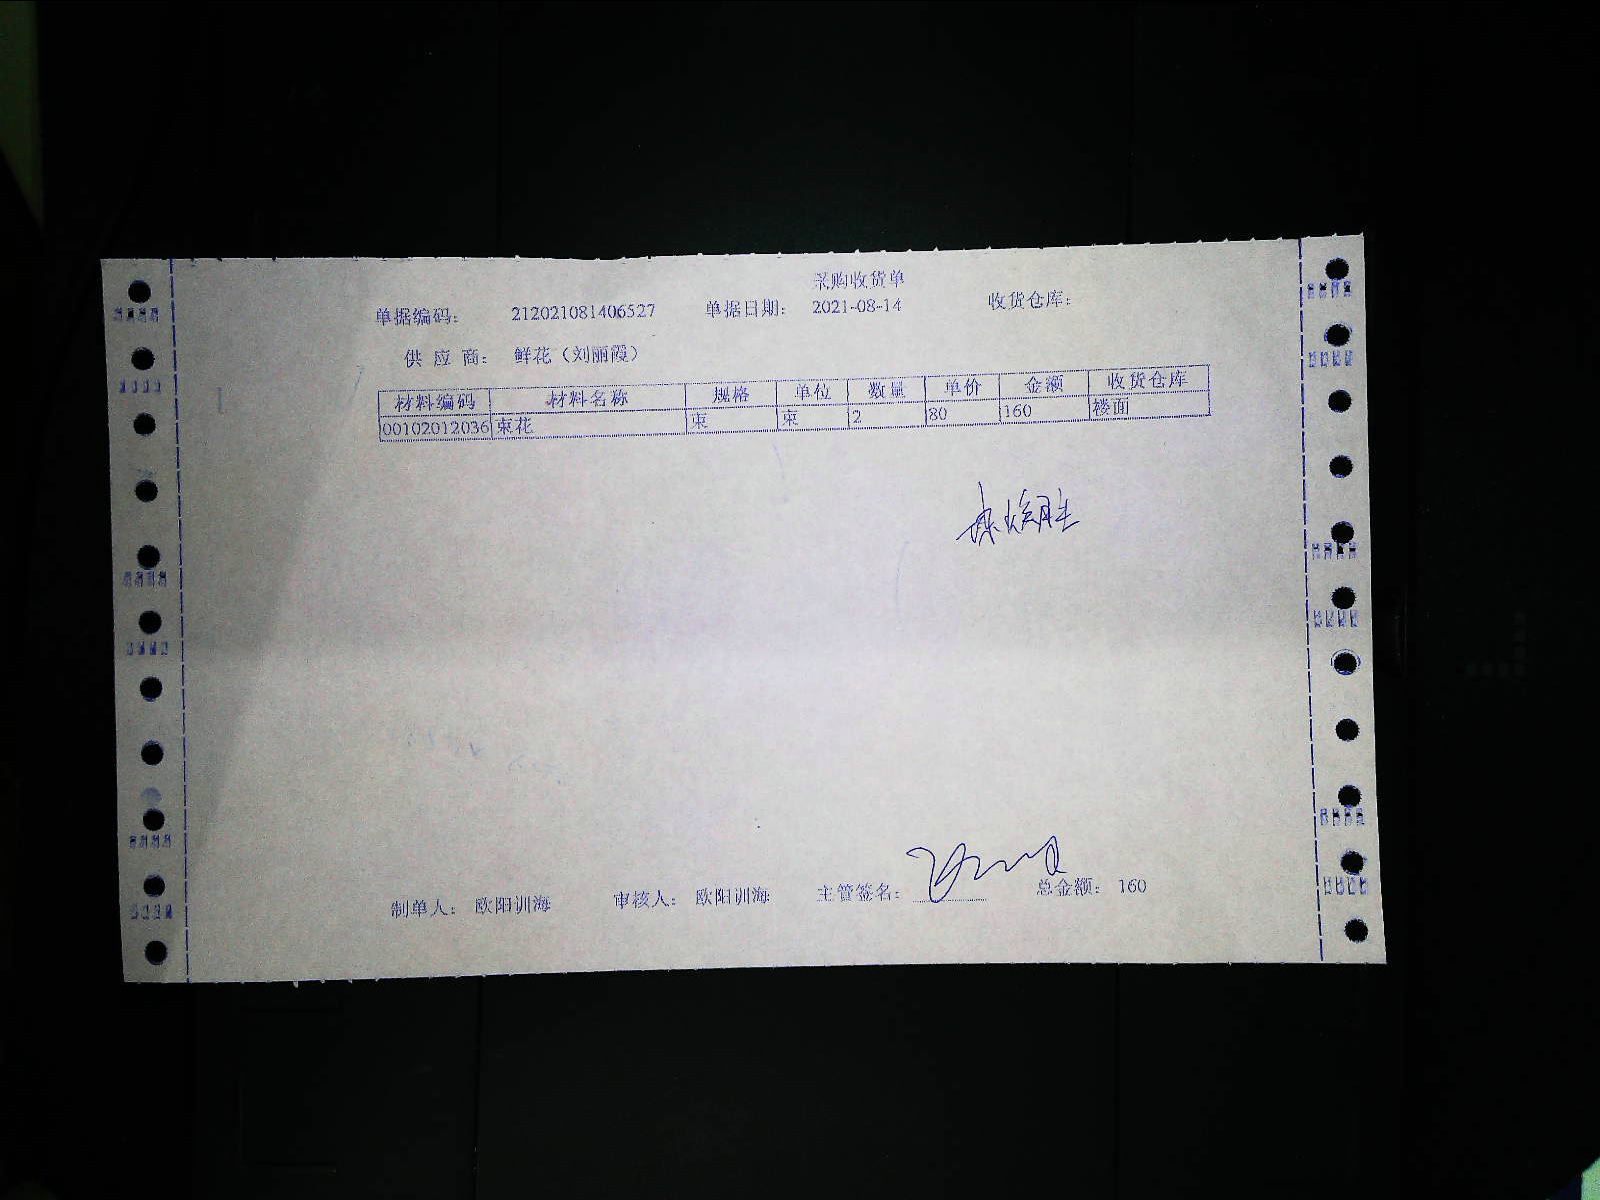 采购收货单
单据编码: 212021081406527 单据日期: 2021-08-14 收货仓库:
供应商: 鲜花（刘丽霞）
材料编码 材料名称 规格 单位 数量 单价 金额 收货仓库
00102012036 束花 束 束 2 80 160 楼面
制单人: 欧阳训海 审核人: 欧阳训海 主管签名: 总金额: 160